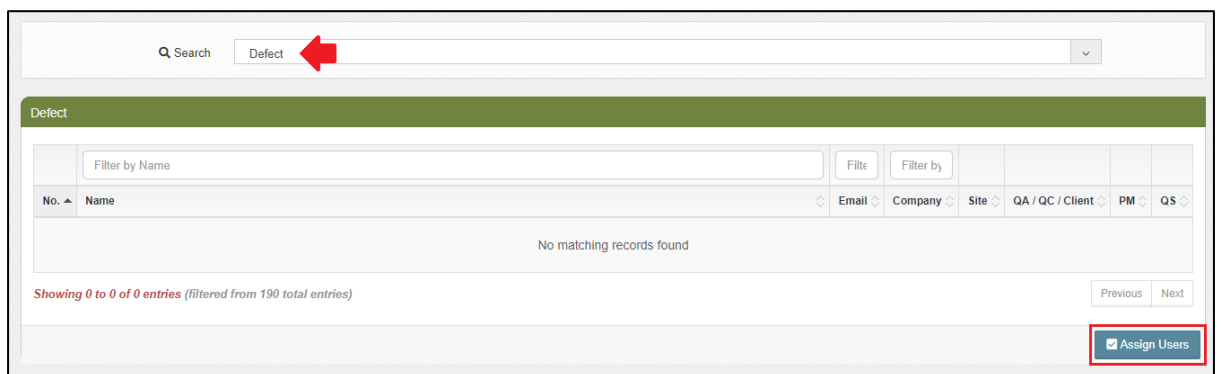 Search Defect
Defect
Filter by Name Filte Filter by
No. Name Email Company Site QA / QC / Client PM QS
No matching records found
Showing 0 to 0 of 0 entries (filtered from 190 total entries) Previous Next
Assign Users